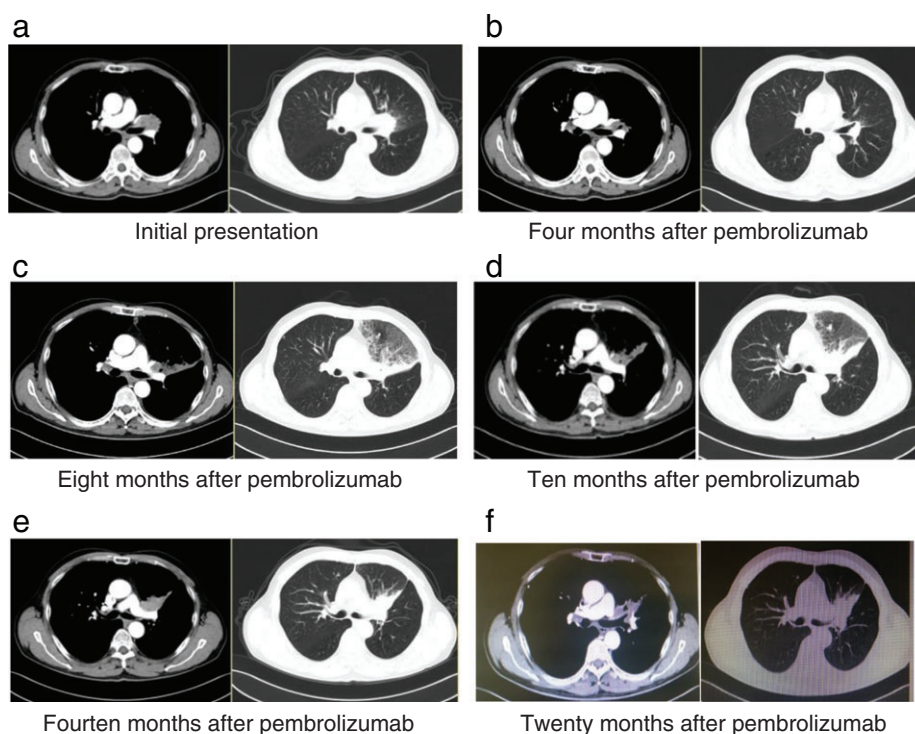 a
b
Initial presentation
Four months after pembrolizumab
c
d
Eight months after pembrolizumab
Ten months after pembrolizumab
e
f
Fourten months after pembrolizumab
Twenty months after pembrolizumab